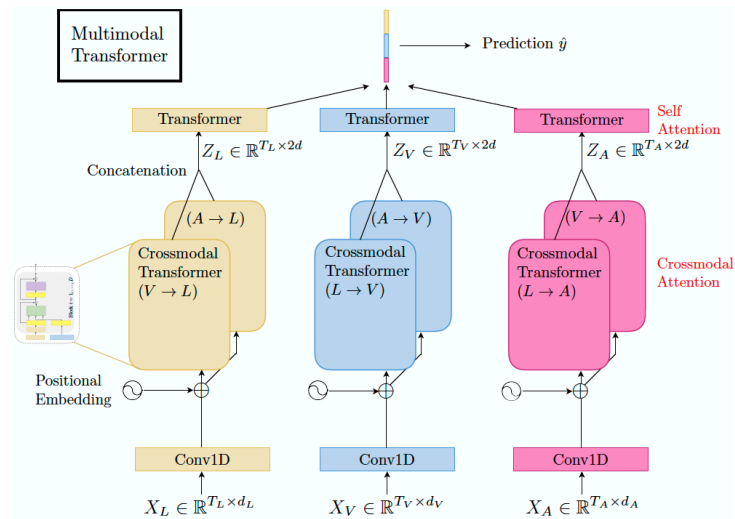 Multimodal
Transformer
Prediction ŷ
Transformer
Transformer
Transformer
Self
Attention
Z_L ∈ ℝ^{T_L×2d}
Z_V ∈ ℝ^{T_V×2d}
Z_A ∈ ℝ^{T_A×2d}
Concatenation
(A → L)
(A → V)
(V → A)
Crossmodal
Transformer
(V → L)
Crossmodal
Transformer
(L → V)
Crossmodal
Transformer
(L → A)
Crossmodal
Attention
Positional
Embedding
Conv1D
Conv1D
Conv1D
X_L ∈ ℝ^{T_L×d_L}
X_V ∈ ℝ^{T_V×d_V}
X_A ∈ ℝ^{T_A×d_A}